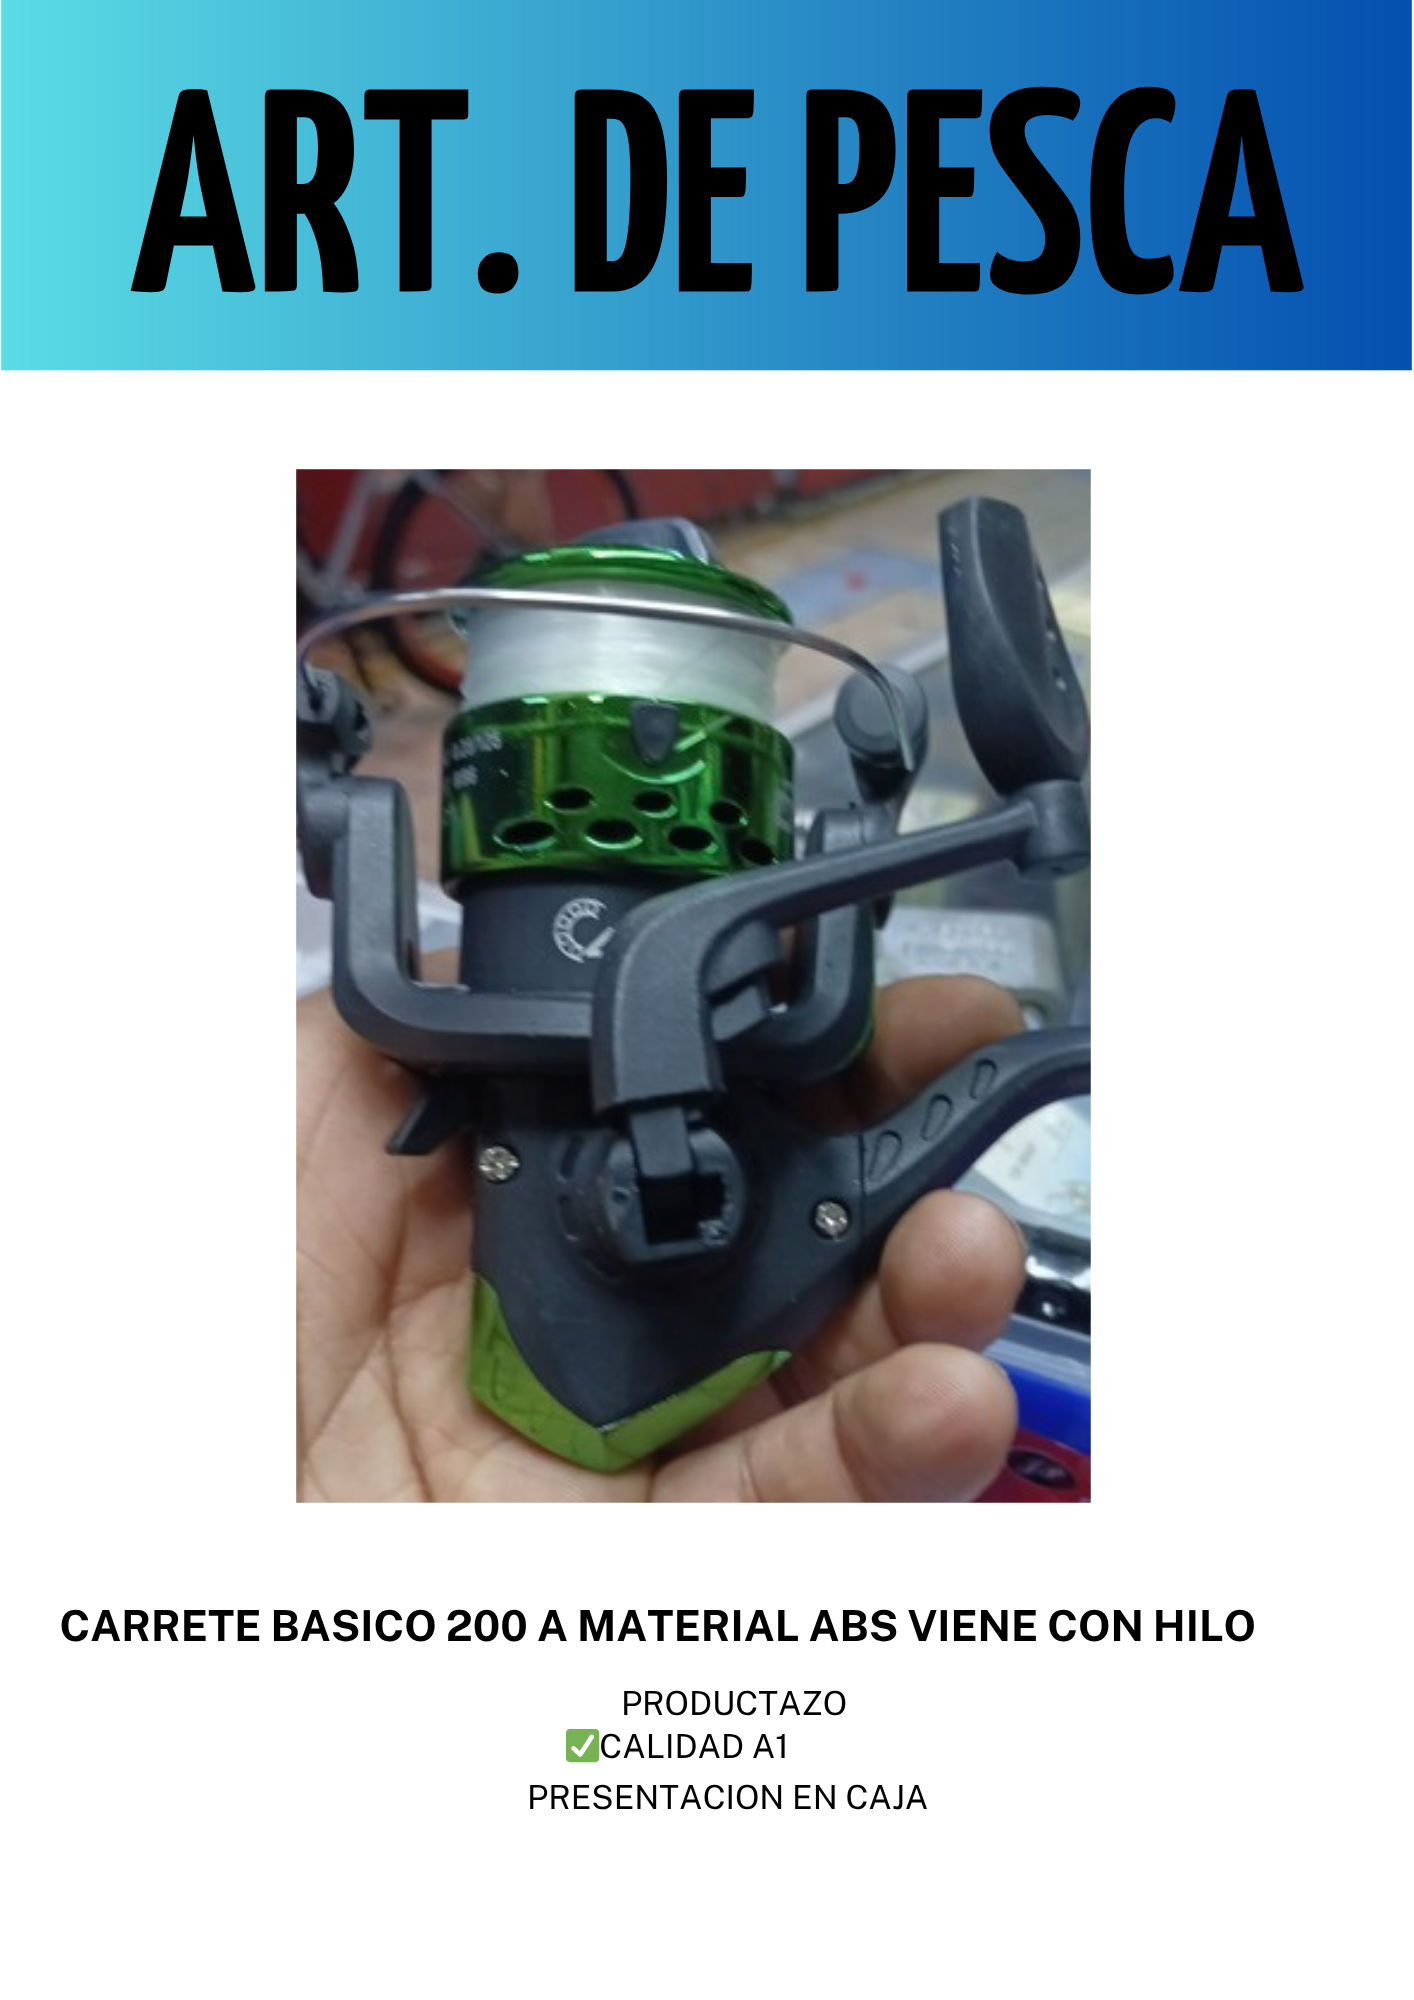 ART. DE PESCA
CARRETE BASICO 200 A MATERIAL ABS VIENE CON HILO
PRODUCTAZO
✅CALIDAD A1
PRESENTACION EN CAJA